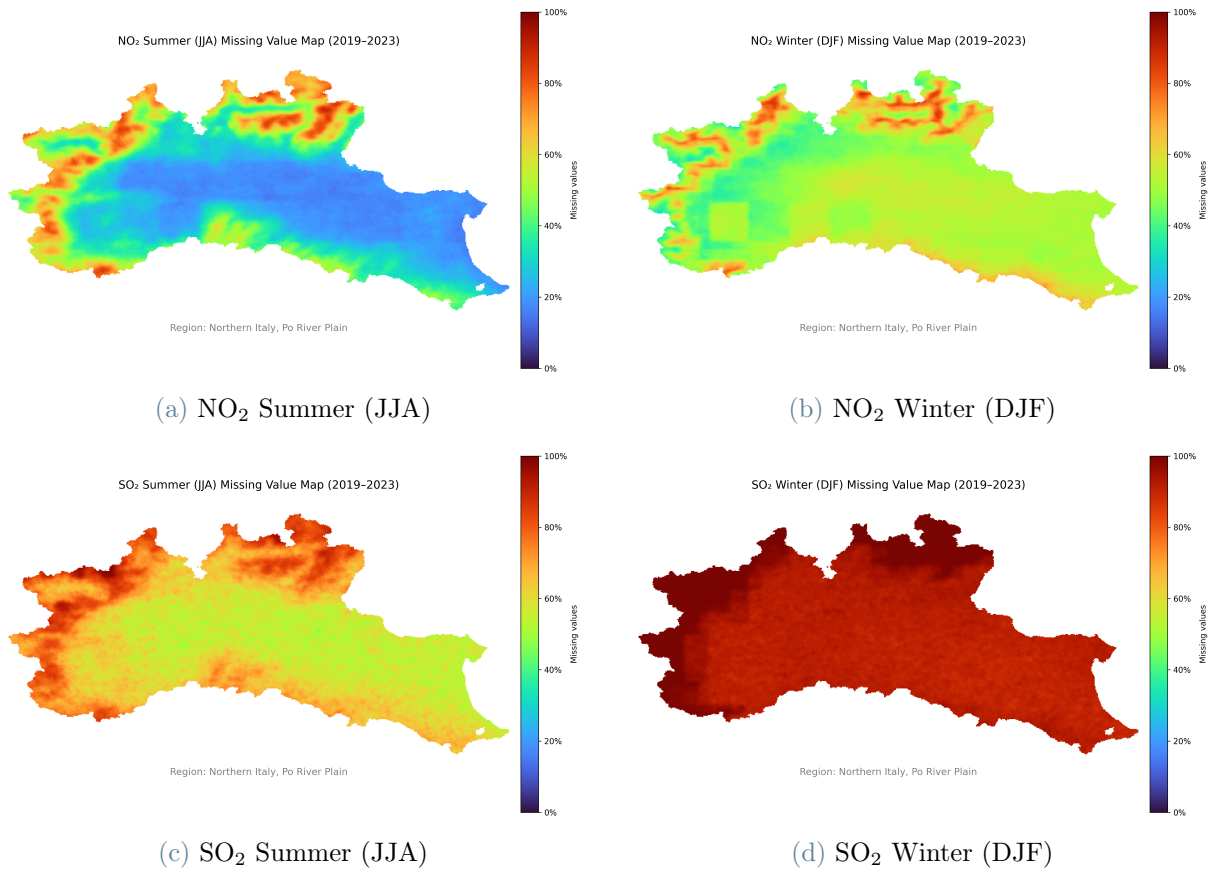 NO₂ Summer (JJA) Missing Value Map (2019–2023)
100%
80%
60%
40%
20%
0%
Missing values
Region: Northern Italy, Po River Plain
(a) NO₂ Summer (JJA)
NO₂ Winter (DJF) Missing Value Map (2019–2023)
100%
80%
60%
40%
20%
0%
Missing values
Region: Northern Italy, Po River Plain
(b) NO₂ Winter (DJF)
SO₂ Summer (JJA) Missing Value Map (2019–2023)
100%
80%
60%
40%
20%
0%
Missing values
Region: Northern Italy, Po River Plain
(c) SO₂ Summer (JJA)
SO₂ Winter (DJF) Missing Value Map (2019–2023)
100%
80%
60%
40%
20%
0%
Missing values
Region: Northern Italy, Po River Plain
(d) SO₂ Winter (DJF)